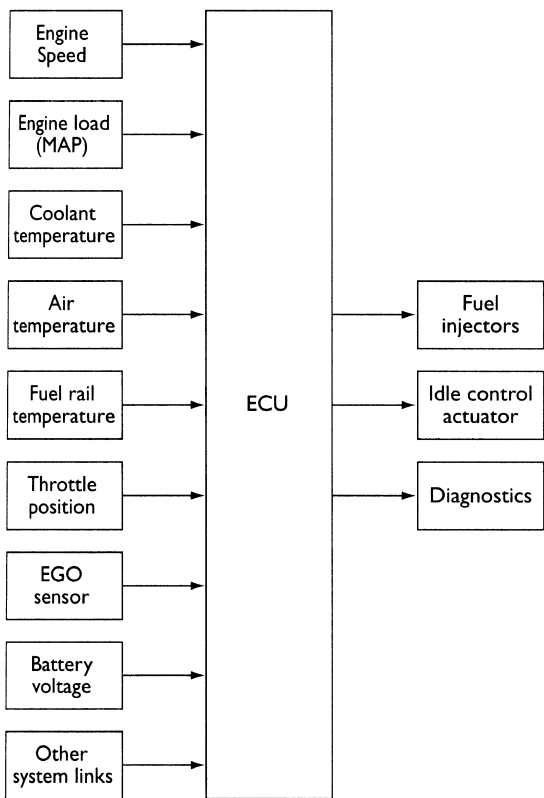 Engine
Speed
Engine load
(MAP)
Coolant
temperature
Air
temperature
Fuel rail
temperature
Throttle
position
EGO
sensor
Battery
voltage
Other
system links
ECU
Fuel
injectors
Idle control
actuator
Diagnostics